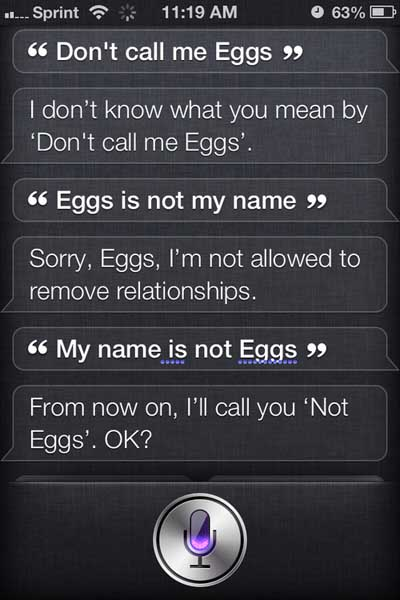 Sprint 11:19 AM 63%
“ Don't call me Eggs ”
I don’t know what you mean by
‘Don't call me Eggs’.
“ Eggs is not my name ”
Sorry, Eggs, I’m not allowed to
remove relationships.
“ My name is not Eggs ”
From now on, I’ll call you ‘Not
Eggs’. OK?